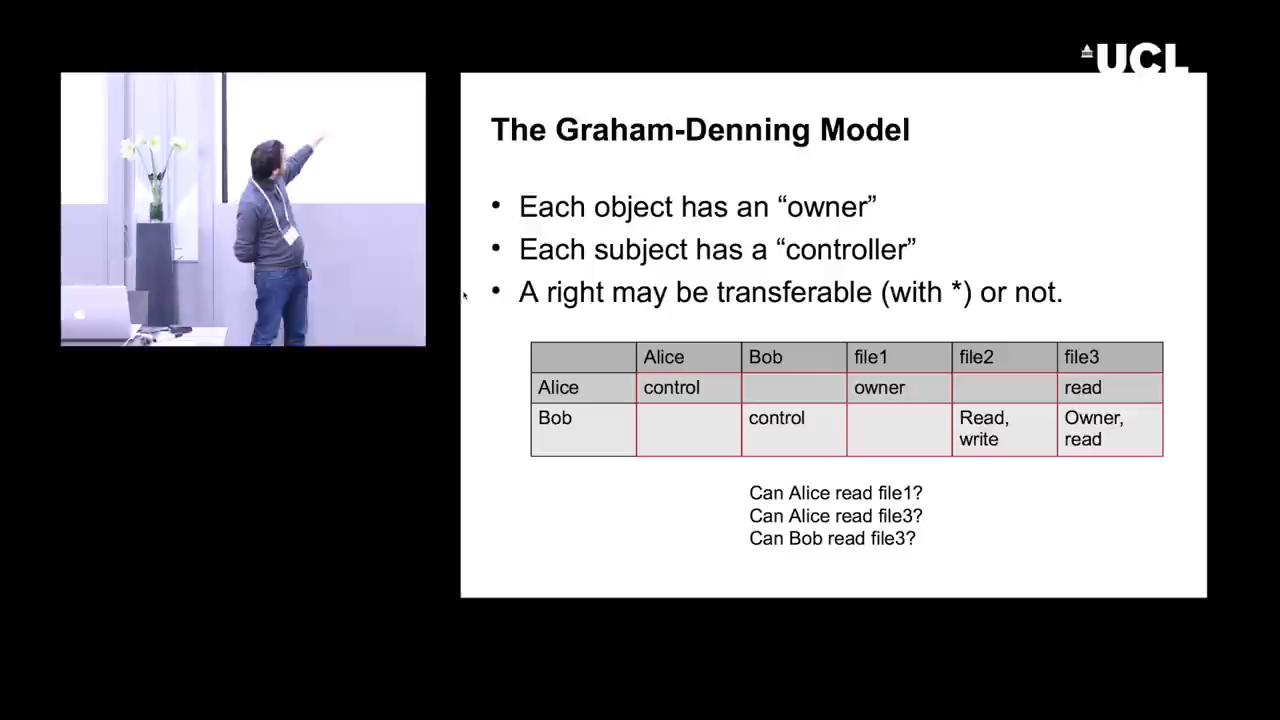 UCL
The Graham-Denning Model
• Each object has an “owner”
• Each subject has a “controller”
• A right may be transferable (with *) or not.
Alice Bob file1 file2 file3
Alice control owner read
Bob control Read, write Owner, read
Can Alice read file1?
Can Alice read file3?
Can Bob read file3?